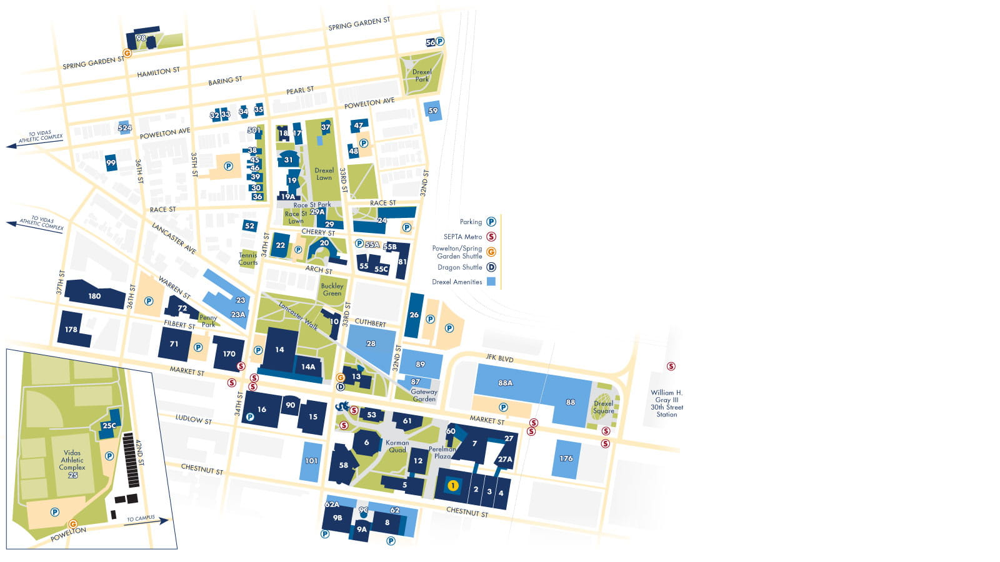 SPRING GARDEN ST
98
56
P
G
SPRING GARDEN ST
HAMILTON ST
Drexel
Park
BARING ST
PEARL ST
POWELTON AVE
32
33
34
35
59
524
TO VIDAS
ATHLETIC COMPLEX
POWELTON AVE
501
18
17
37
47
P
48
99
38
45
46
39
30
36
P
31
19
19A
Drexel
Lawn
36TH ST
35TH ST
33RD ST
32ND ST
RACE ST
Race St Park
29A
RACE ST
Race St
Lawn
29
24
P
TO VIDAS
ATHLETIC COMPLEX
LANCASTER AVE
52
34TH ST
CHERRY ST
22
P
20
P
55A
55B
55
55C
81
Tennis
Courts
ARCH ST
Parking P
SEPTA Metro S
Powelton/Spring
Garden Shuttle G
Dragon Shuttle D
Drexel Amenities
37TH ST
180
36TH ST
P
WARREN ST
72
23
23A
Penny
Park
Buckley
Green
Lancaster Walk
10
33RD ST
CUTHBERT
26
P
P
178
FILBERT ST
71
P
170
S
P
14
14A
28
32ND ST
89
87
Gateway
Garden
JFK BLVD
88A
P
88
Drexel
Square
S
William H.
Gray III
30th Street
Station
MARKET ST
S
S
S
G
D
13
34TH ST
16
P
90
15
S
S
53
61
MARKET ST
S
S
S
S
LUDLOW ST
6
Korman
Quad
60
Perelman
Plaza
7
27
27A
176
101
58
12
5
1
2
3
4
CHESTNUT ST
CHESTNUT ST
62A
9C
62
9B
9A
8
P
P
25C
P
42ND ST
Vidas
Athletic
Complex
25
P
G
POWELTON
TO CAMPUS